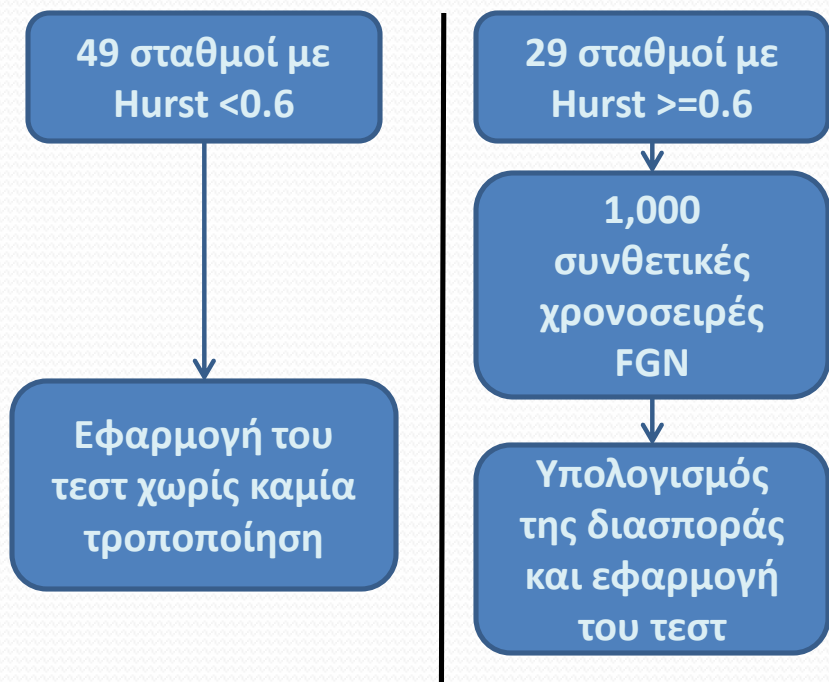 49 σταθμοί με
Hurst <0.6
Εφαρμογή του
τεστ χωρίς καμία
τροποποίηση
29 σταθμοί με
Hurst >=0.6
1,000
συνθετικές
χρονοσειρές
FGN
Υπολογισμός
της διασποράς
και εφαρμογή
του τεστ